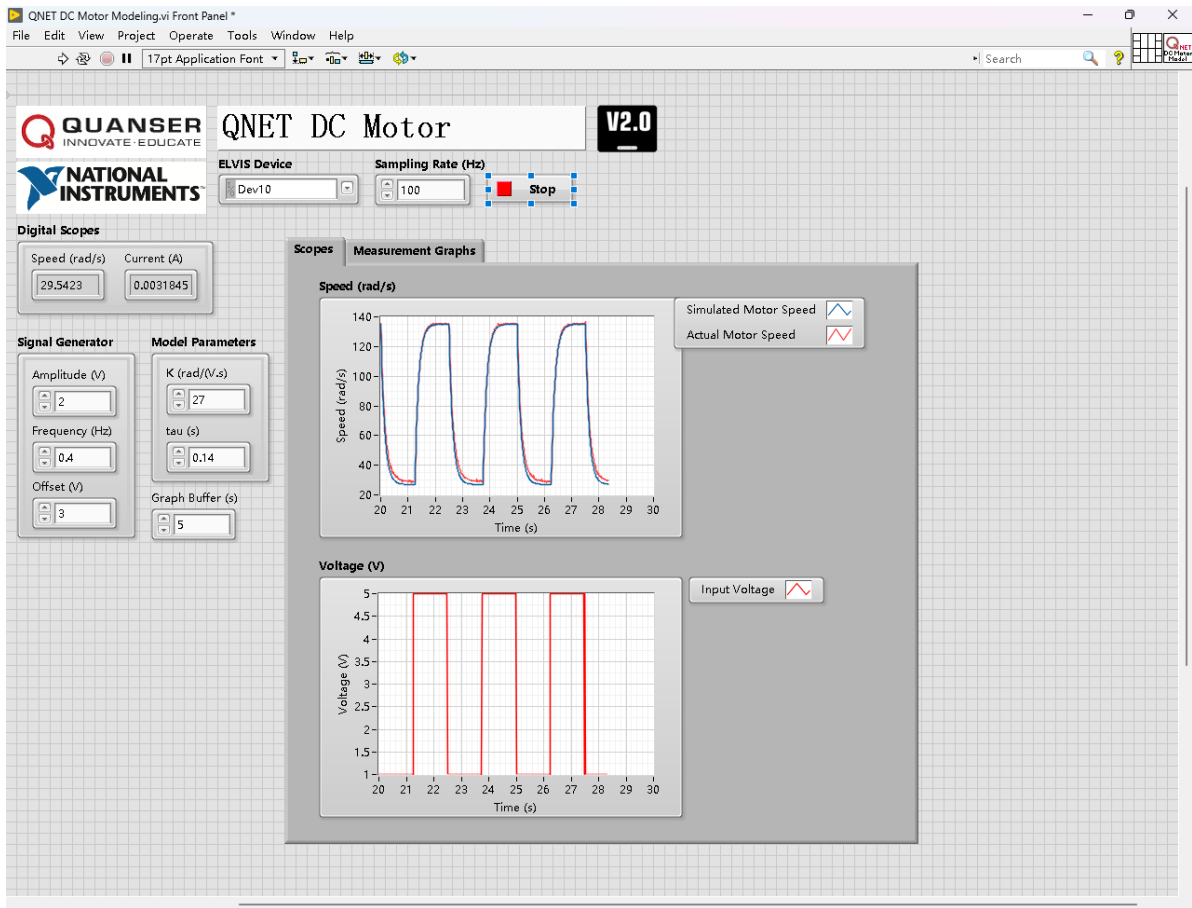 QNET DC Motor Modeling.vi Front Panel *
File Edit View Project Operate Tools Window Help
17pt Application Font
Search
QNET
DC Motor
Model
QUANSER
INNOVATE·EDUCATE
QNET DC Motor
V2.0
NATIONAL
INSTRUMENTS
ELVIS Device
Dev10
Sampling Rate (Hz)
100
Stop
Digital Scopes
Speed (rad/s) Current (A)
29.5423 0.0031845
Signal Generator
Amplitude (V)
2
Frequency (Hz)
0.4
Offset (V)
3
Model Parameters
K (rad/(V.s)
27
tau (s)
0.14
Graph Buffer (s)
5
Scopes Measurement Graphs
Speed (rad/s)
Simulated Motor Speed
Actual Motor Speed
Speed (rad/s)
140
120
100
80
60
40
20
20 21 22 23 24 25 26 27 28 29 30
Time (s)
Voltage (V)
Input Voltage
Voltage (V)
5
4.5
4
3.5
3
2.5
2
1.5
1
20 21 22 23 24 25 26 27 28 29 30
Time (s)